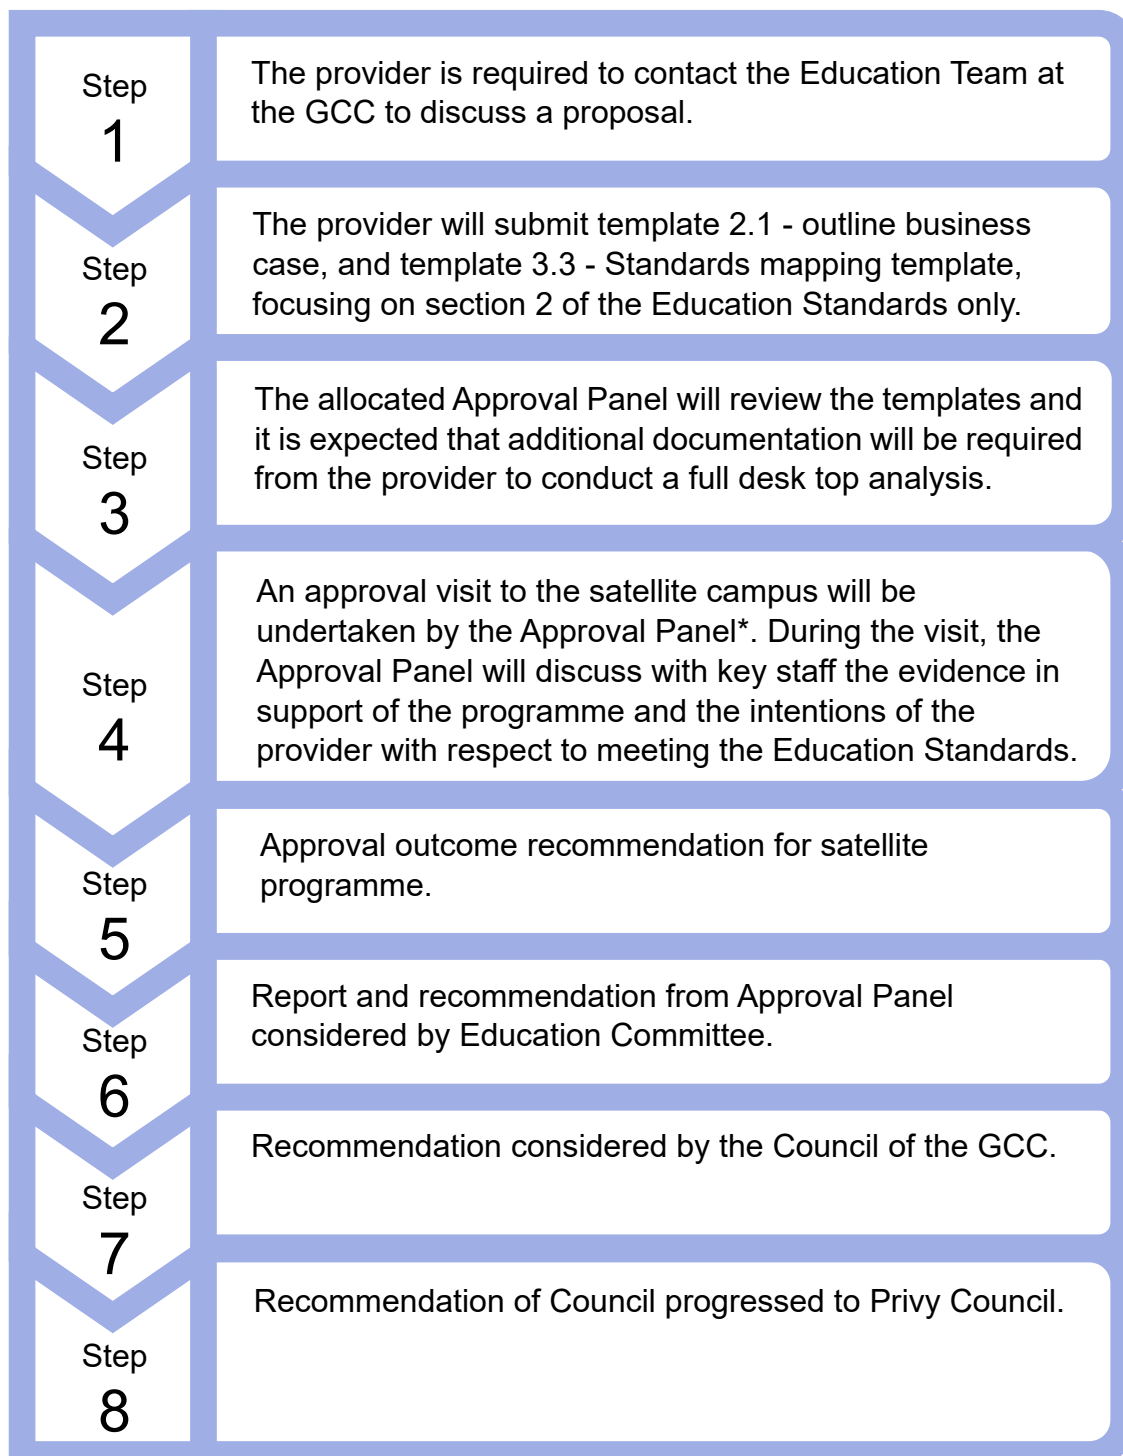 Step
1
The provider is required to contact the Education Team at
the GCC to discuss a proposal.
Step
2
The provider will submit template 2.1 - outline business
case, and template 3.3 - Standards mapping template,
focusing on section 2 of the Education Standards only.
Step
3
The allocated Approval Panel will review the templates and
it is expected that additional documentation will be required
from the provider to conduct a full desk top analysis.
Step
4
An approval visit to the satellite campus will be
undertaken by the Approval Panel*. During the visit, the
Approval Panel will discuss with key staff the evidence in
support of the programme and the intentions of the
provider with respect to meeting the Education Standards.
Step
5
Approval outcome recommendation for satellite
programme.
Step
6
Report and recommendation from Approval Panel
considered by Education Committee.
Step
7
Recommendation considered by the Council of the GCC.
Step
8
Recommendation of Council progressed to Privy Council.